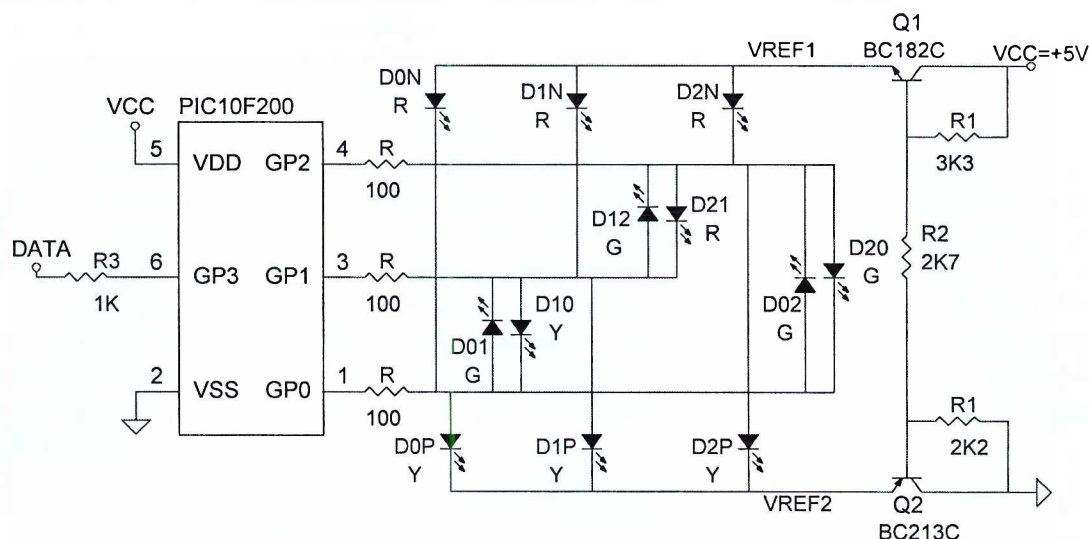 Q1
BC182C
VREF1
VCC=+5V
D0N
R
D1N
R
D2N
R
VCC
PIC10F200
R1
3K3
5
VDD
GP2
4
R
100
D12
G
D21
R
R2
2K7
DATA
R3
1K
6
GP3
GP1
3
R
100
D20
G
D02
G
D10
Y
D01
G
2
VSS
GP0
1
R
100
R1
2K2
D0P
Y
D1P
Y
D2P
Y
VREF2
Q2
BC213C